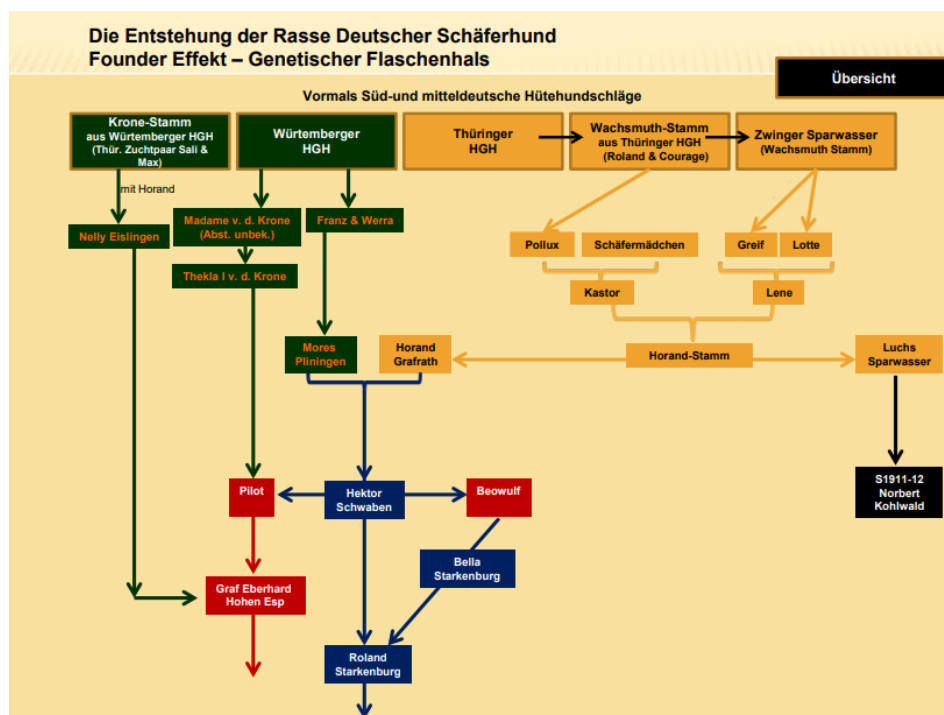 Die Entstehung der Rasse Deutscher Schäferhund
Founder Effekt – Genetischer Flaschenhals
Übersicht
Vormals Süd-und mitteldeutsche Hütehundschläge
Krone-Stamm
aus Würtemberger HGH
(Thür. Zuchtpaar Sali &
Max)
Würtemberger
HGH
Thüringer
HGH
Wachsmuth-Stamm
aus Thüringer HGH
(Roland & Courage)
Zwinger Sparwasser
(Wachsmuth Stamm)
mit Horand
Nelly Eislingen
Madame v. d. Krone
(Abst. unbek.)
Franz & Werra
Pollux
Schäfermädchen
Greif
Lotte
Thekla I v. d. Krone
Kastor
Lene
Mores
Pliningen
Horand
Grafrath
Horand-Stamm
Luchs
Sparwasser
Pilot
Hektor
Schwaben
Beowulf
S1911-12
Norbert
Kohlwald
Bella
Starkenburg
Graf Eberhard
Hohen Esp
Roland
Starkenburg